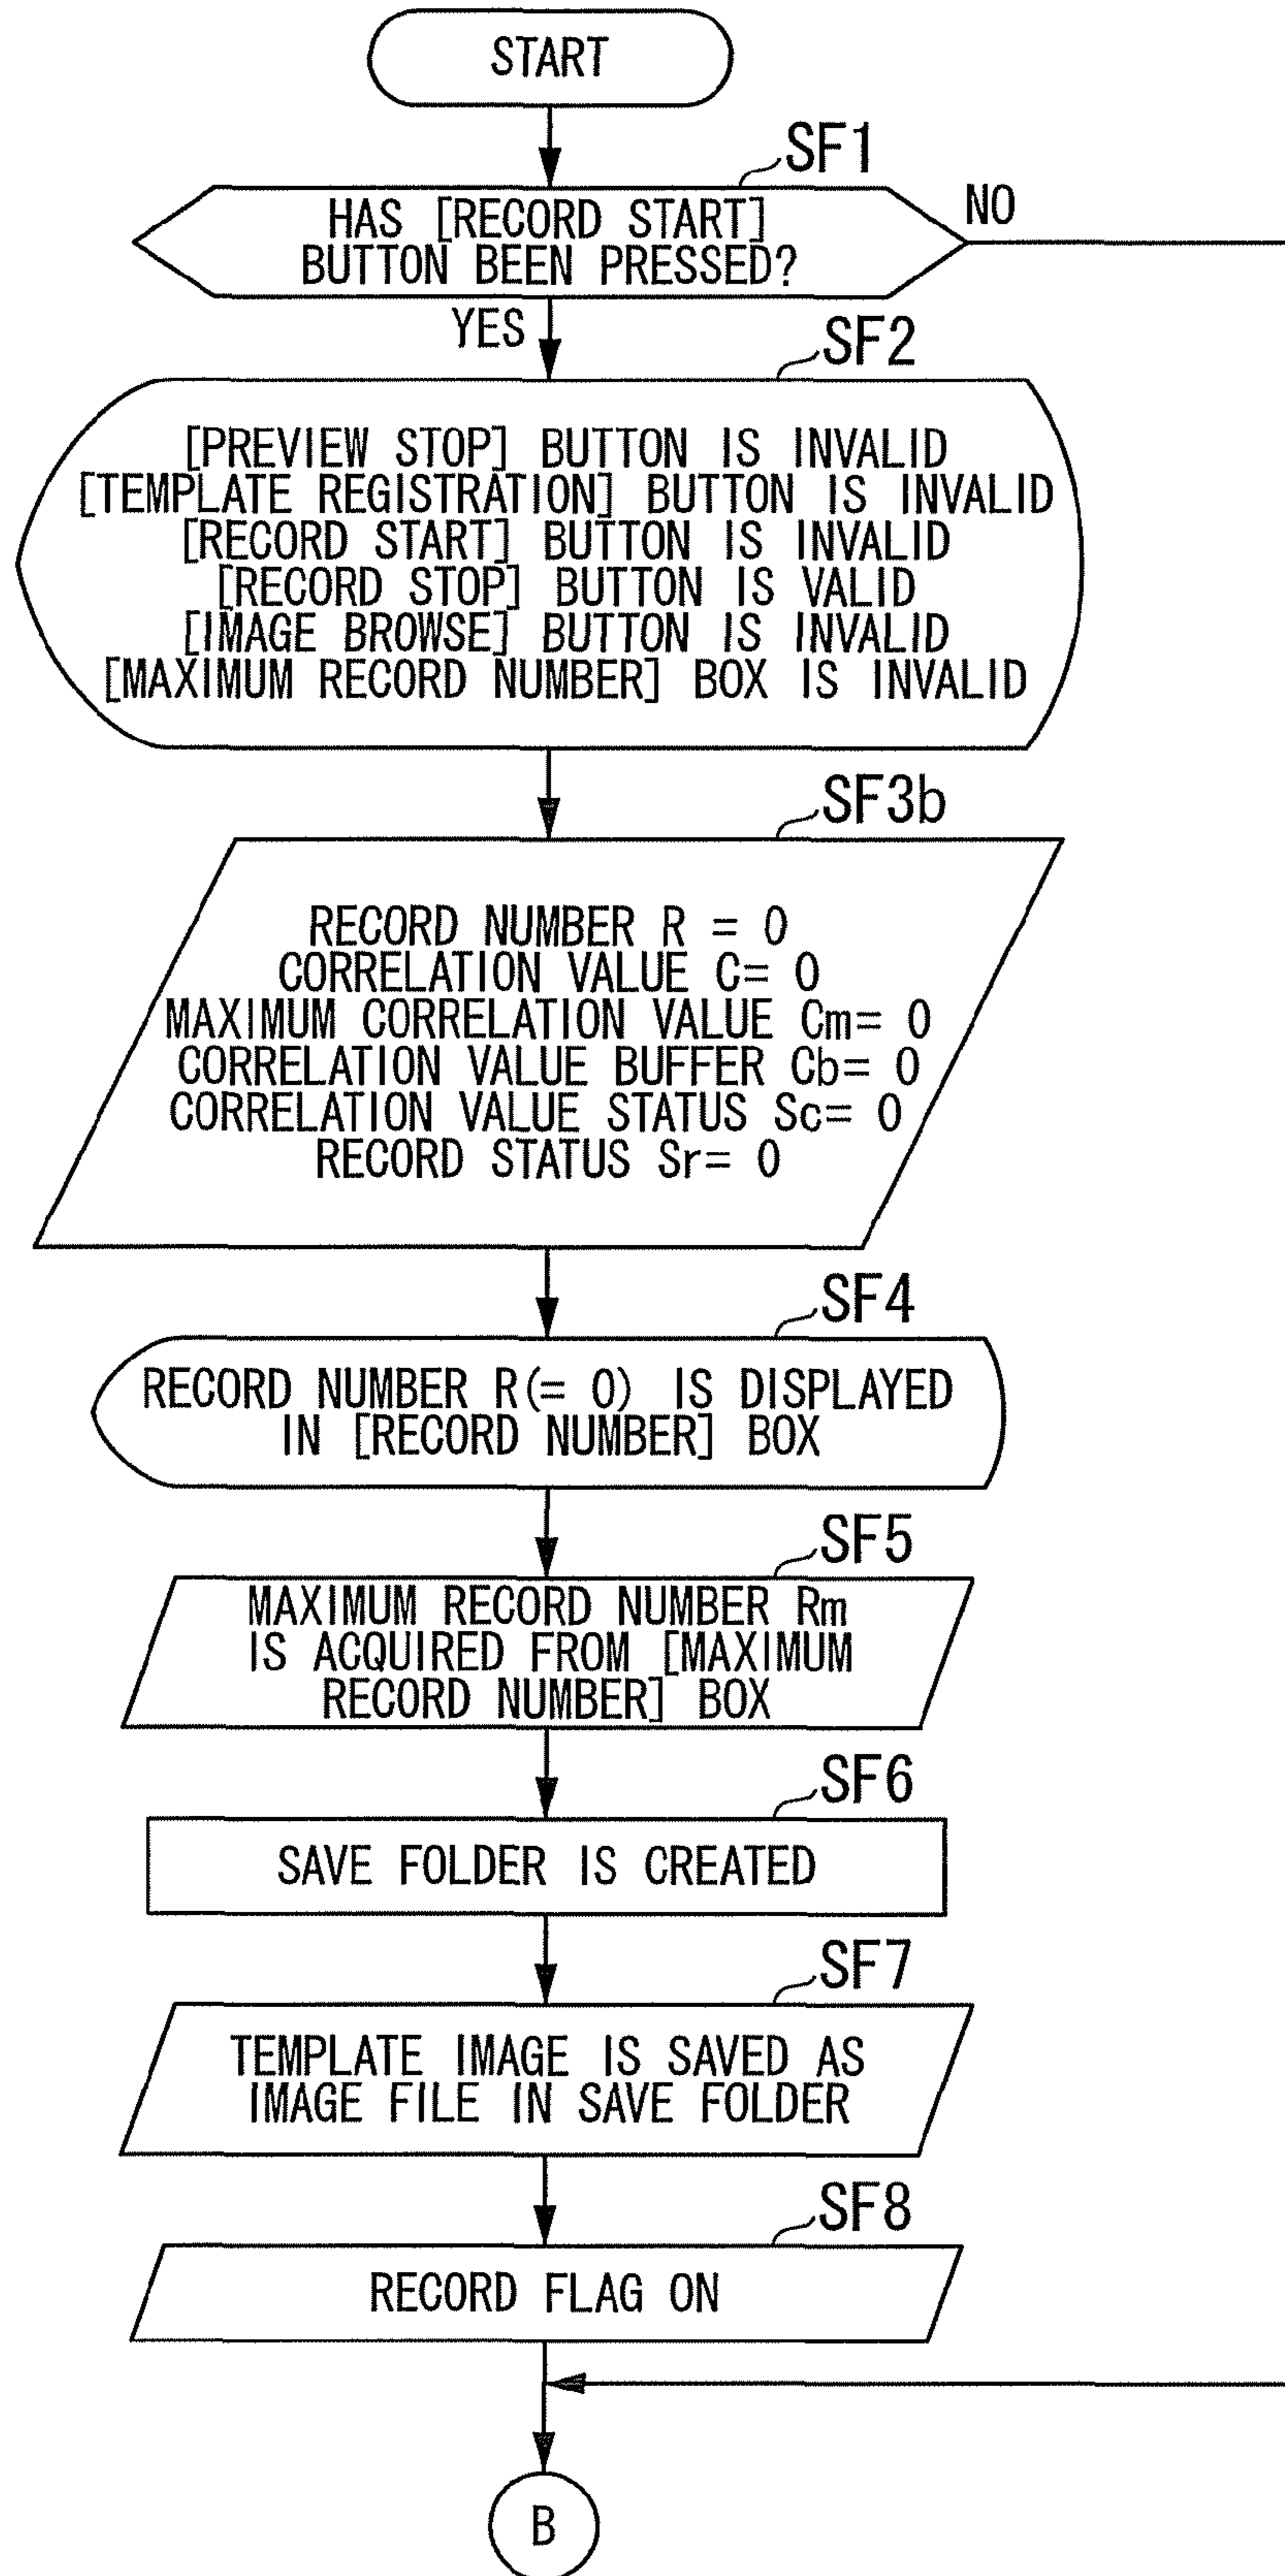 START
SF1
HAS [RECORD START]
BUTTON BEEN PRESSED?
NO
YES
SF2
[PREVIEW STOP] BUTTON IS INVALID
[TEMPLATE REGISTRATION] BUTTON IS INVALID
[RECORD START] BUTTON IS INVALID
[RECORD STOP] BUTTON IS VALID
[IMAGE BROWSE] BUTTON IS INVALID
[MAXIMUM RECORD NUMBER] BOX IS INVALID
SF3b
RECORD NUMBER R = 0
CORRELATION VALUE C= 0
MAXIMUM CORRELATION VALUE Cm= 0
CORRELATION VALUE BUFFER Cb= 0
CORRELATION VALUE STATUS Sc= 0
RECORD STATUS Sr= 0
SF4
RECORD NUMBER R(= 0) IS DISPLAYED
IN [RECORD NUMBER] BOX
SF5
MAXIMUM RECORD NUMBER Rm
IS ACQUIRED FROM [MAXIMUM
RECORD NUMBER] BOX
SF6
SAVE FOLDER IS CREATED
SF7
TEMPLATE IMAGE IS SAVED AS
IMAGE FILE IN SAVE FOLDER
SF8
RECORD FLAG ON
B